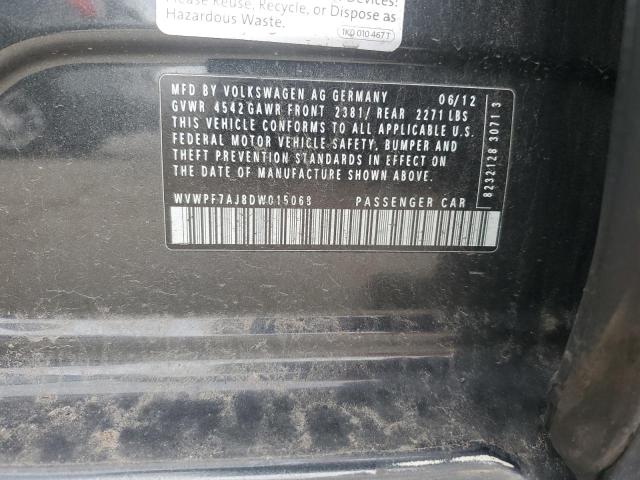 Please Reuse, Recycle, or Dispose as
Hazardous Waste.
1K0 010 467 T
MFD BY VOLKSWAGEN AG GERMANY 06/12
GVWR 4542 GAWR FRONT 2381/ REAR 2271 LBS
THIS VEHICLE CONFORMS TO ALL APPLICABLE U.S.
FEDERAL MOTOR VEHICLE SAFETY, BUMPER AND
THEFT PREVENTION STANDARDS IN EFFECT ON
THE DATE OF MANUFACTURE SHOWN ABOVE.
WVWPF7AJ8DW015068 PASSENGER CAR
8232128 3071 3